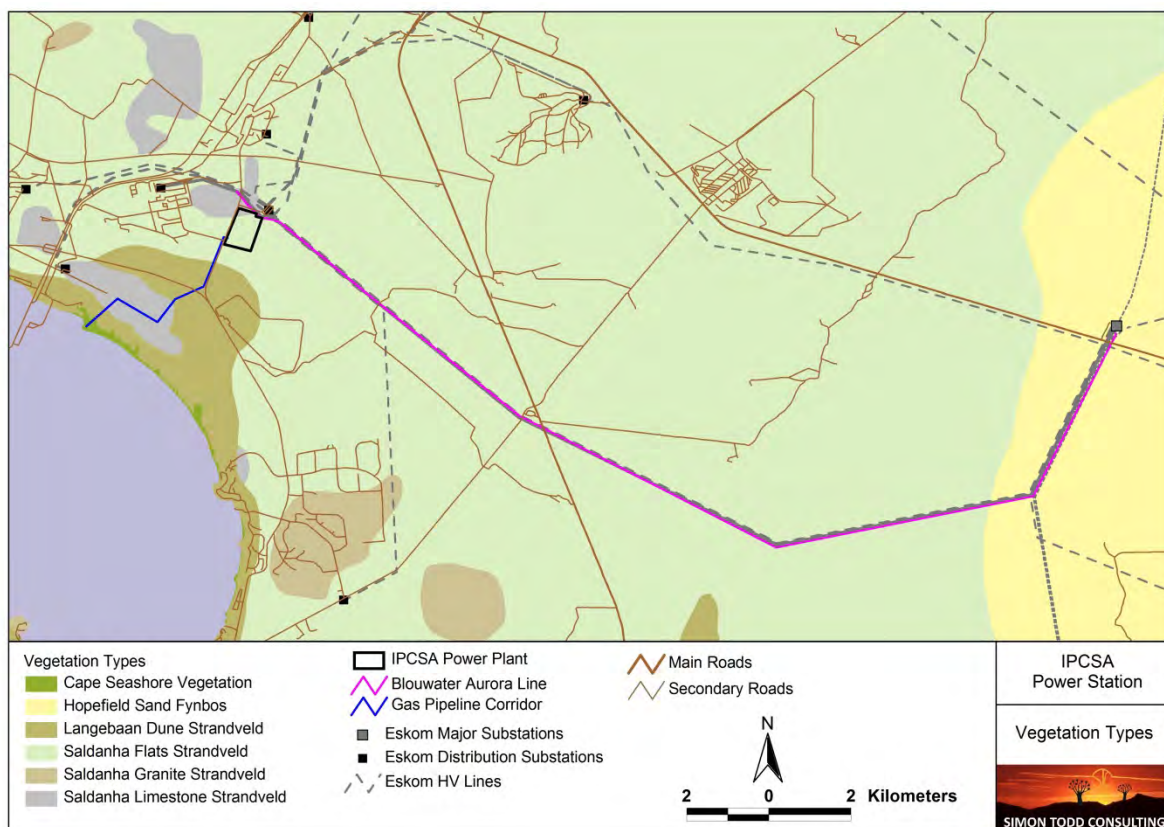 Vegetation Types
Cape Seashore Vegetation
Hopefield Sand Fynbos
Langebaan Dune Strandveld
Saldanha Flats Strandveld
Saldanha Granite Strandveld
Saldanha Limestone Strandveld
IPCSA Power Plant
Blouwater Aurora Line
Gas Pipeline Corridor
Eskom Major Substations
Eskom Distribution Substations
Eskom HV Lines
Main Roads
Secondary Roads
N
2 0 2 Kilometers
IPCSA
Power Station
Vegetation Types
SIMON TODD CONSULTING